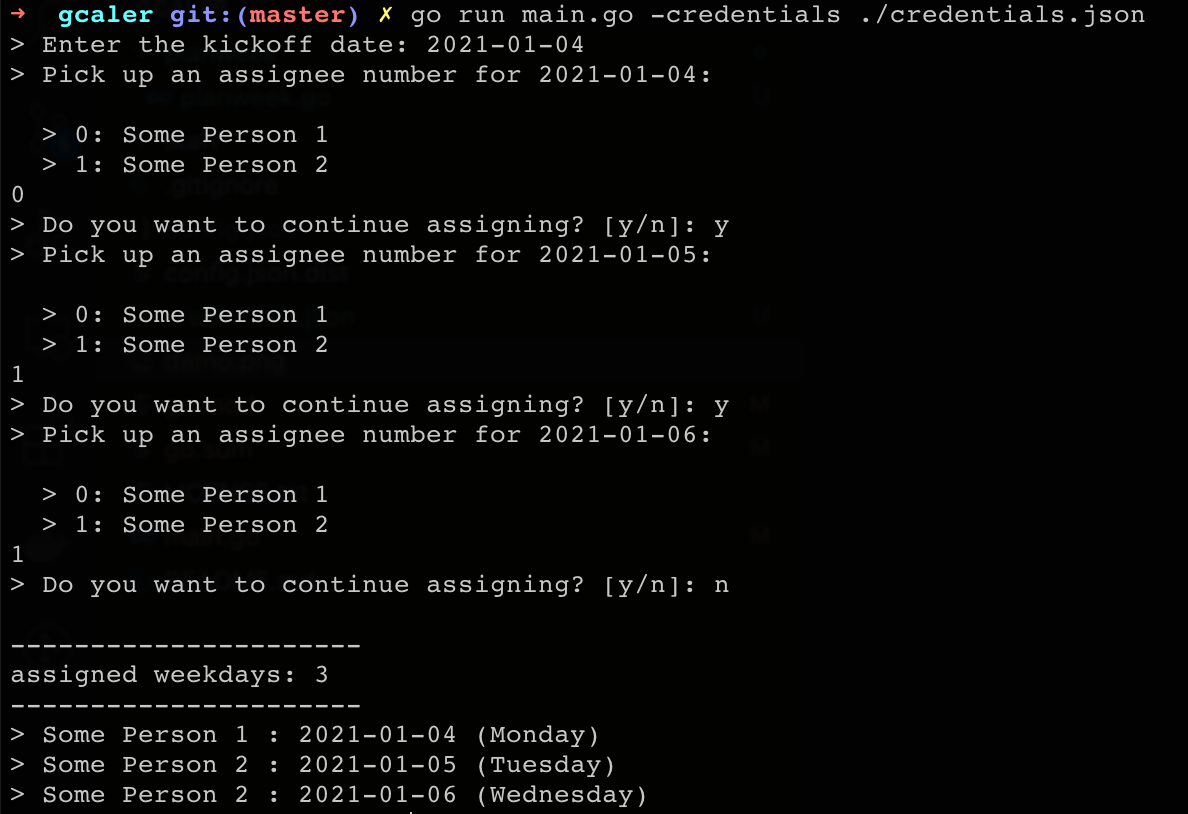 ➜  gcaler git:(master) ✗ go run main.go -credentials ./credentials.json
> Enter the kickoff date: 2021-01-04
> Pick up an assignee number for 2021-01-04:
> 0: Some Person 1
> 1: Some Person 2
0
> Do you want to continue assigning? [y/n]: y
> Pick up an assignee number for 2021-01-05:
> 0: Some Person 1
> 1: Some Person 2
1
> Do you want to continue assigning? [y/n]: y
> Pick up an assignee number for 2021-01-06:
> 0: Some Person 1
> 1: Some Person 2
1
> Do you want to continue assigning? [y/n]: n
----------------------
assigned weekdays: 3
----------------------
> Some Person 1 : 2021-01-04 (Monday)
> Some Person 2 : 2021-01-05 (Tuesday)
> Some Person 2 : 2021-01-06 (Wednesday)